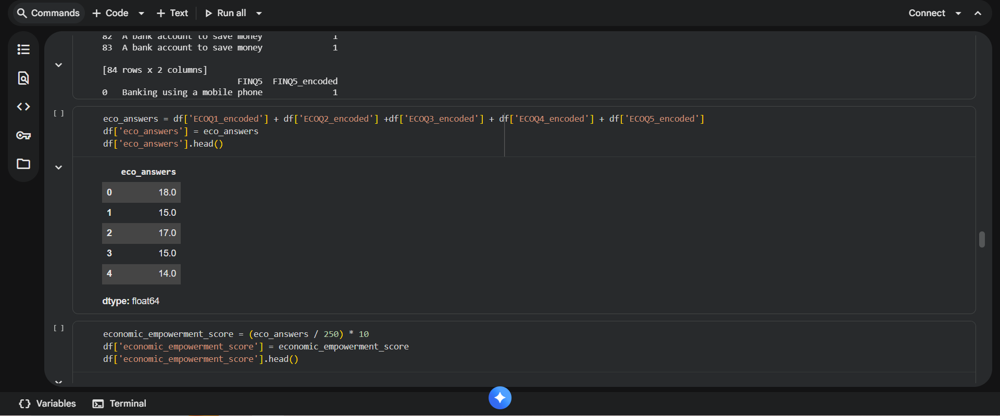 Commands
Code
Text
Run all
Connect
82 A bank account to save money 1
83 A bank account to save money 1
[84 rows x 2 columns]
FINQ5 FINQ5_encoded
0 Banking using a mobile phone 1
[ ]
eco_answers = df['ECOQ1_encoded'] + df['ECOQ2_encoded'] +df['ECOQ3_encoded'] + df['ECOQ4_encoded'] + df['ECOQ5_encoded']
df['eco_answers'] = eco_answers
df['eco_answers'].head()
eco_answers
0 18.0
1 15.0
2 17.0
3 15.0
4 14.0
dtype: float64
[ ]
economic_empowerment_score = (eco_answers / 250) * 10
df['economic_empowerment_score'] = economic_empowerment_score
df['economic_empowerment_score'].head()
Variables
Terminal